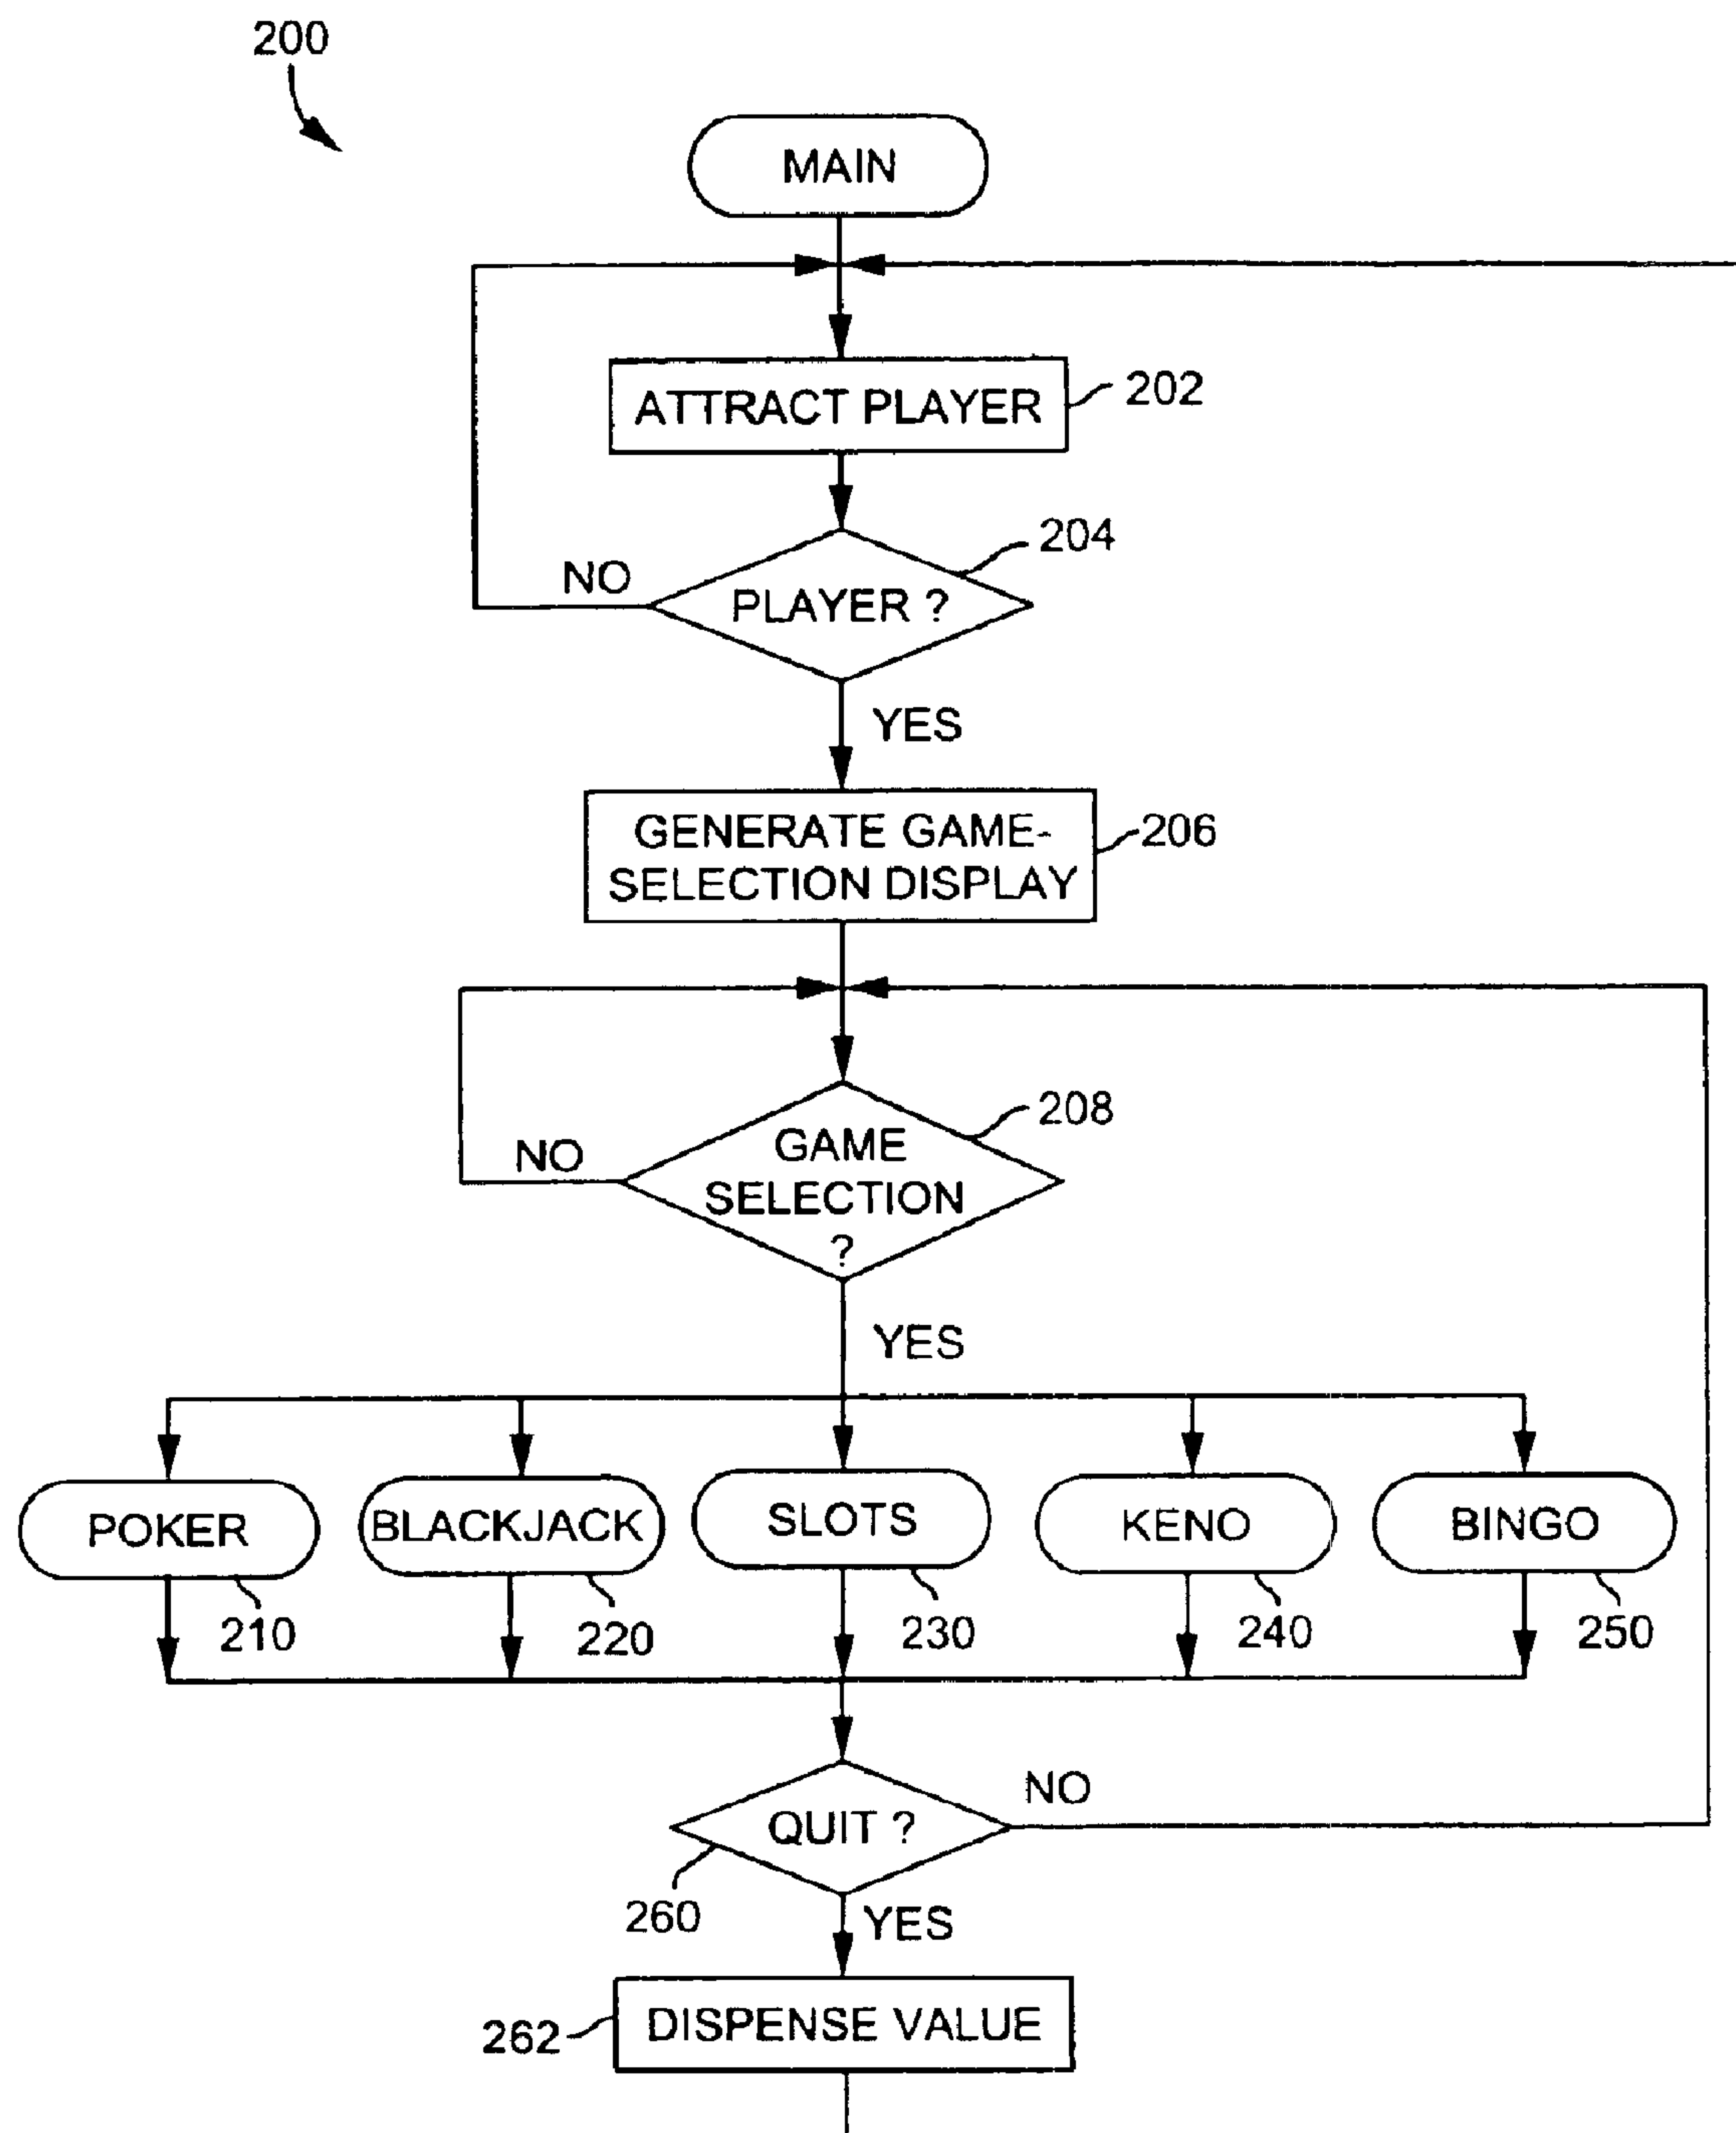 200
MAIN
ATTRACT PLAYER
202
204
NO
PLAYER ?
YES
GENERATE GAME-
SELECTION DISPLAY
206
208
NO
GAME
SELECTION
?
YES
POKER
BLACKJACK
SLOTS
KENO
BINGO
210
220
230
240
250
QUIT ?
NO
260
YES
DISPENSE VALUE
262